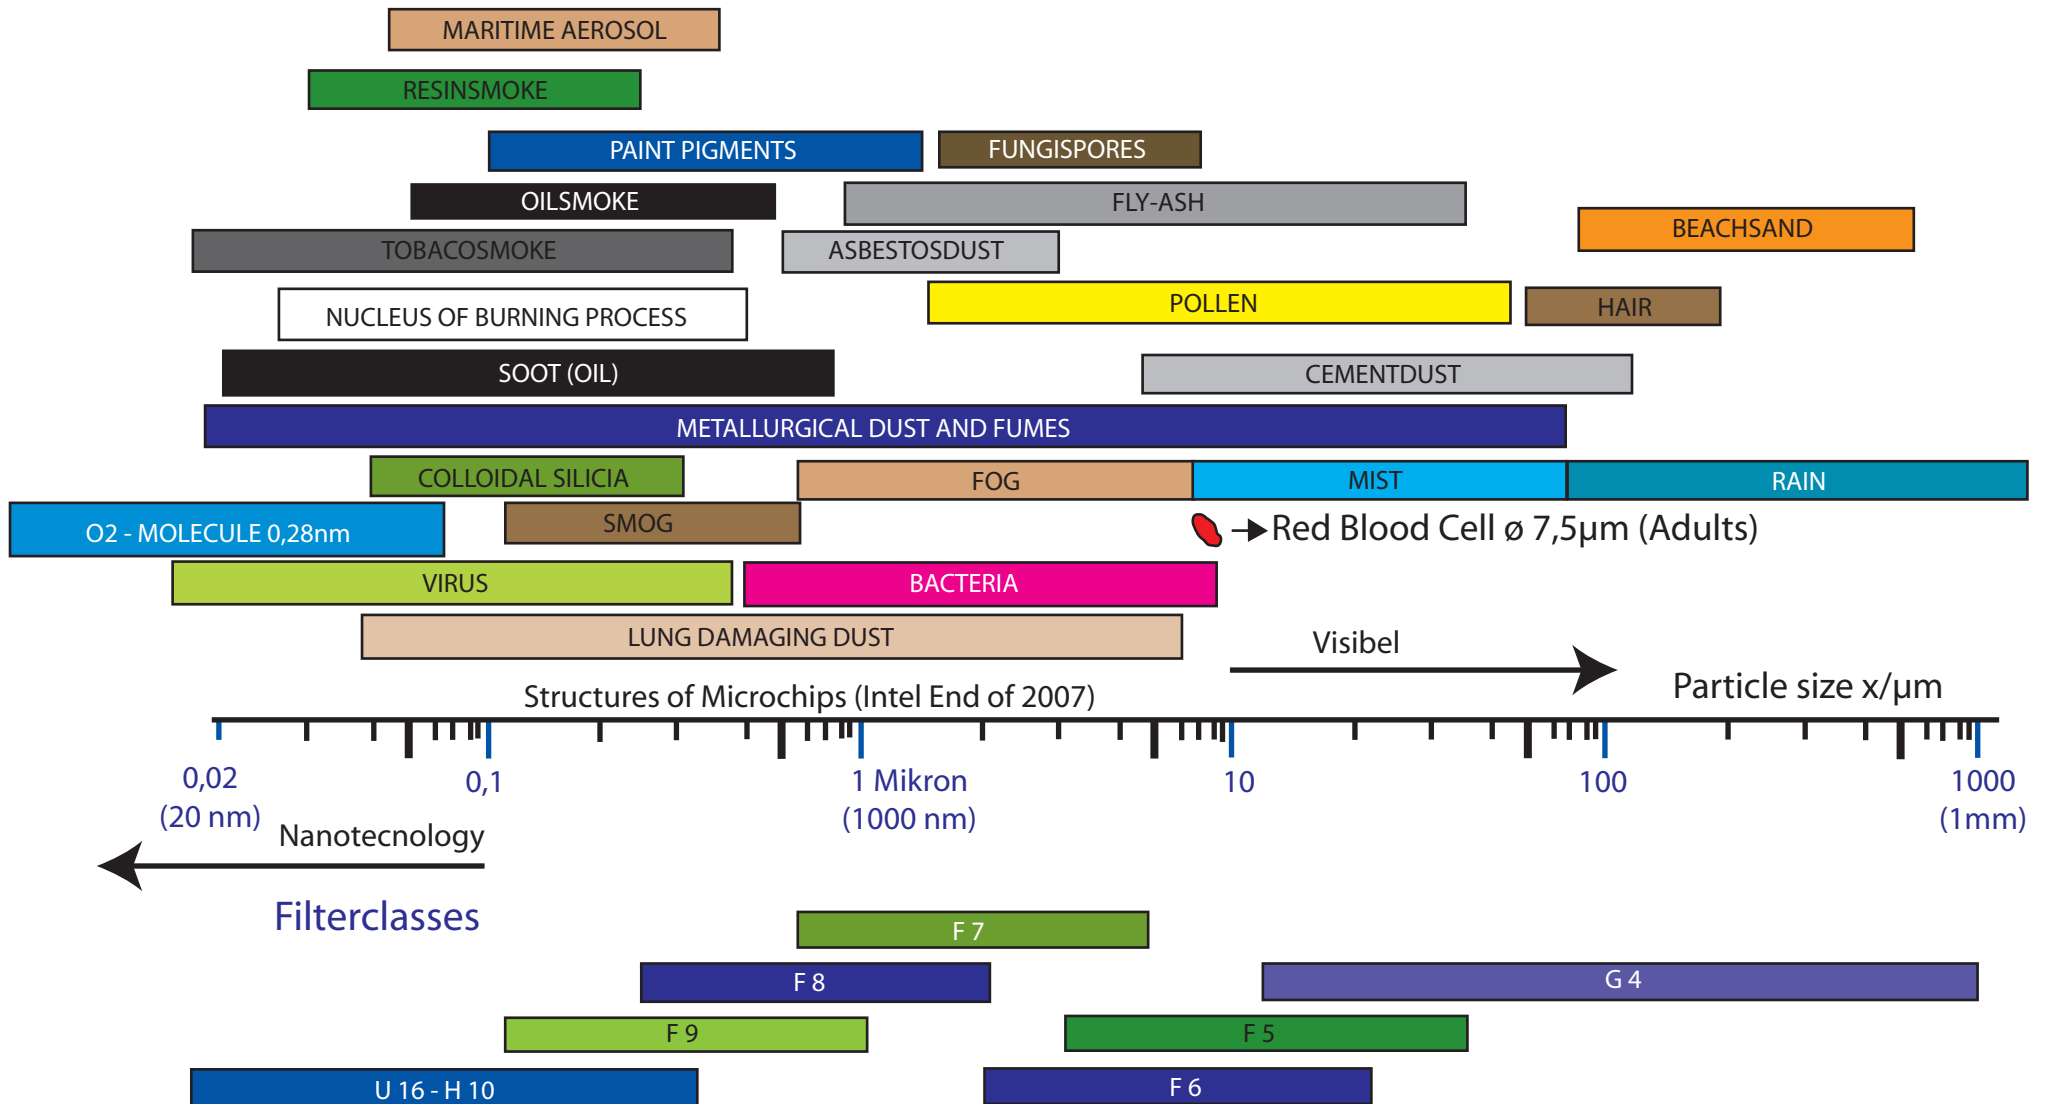 MARITIME AEROSOL
RESINSMOKE
PAINT PIGMENTS
FUNGISPORES
OILSMOKE
FLY-ASH
BEACHSAND
TOBACOSMOKE
ASBESTOSDUST
POLLEN
HAIR
NUCLEUS OF BURNING PROCESS
SOOT (OIL)
CEMENTDUST
METALLURGICAL DUST AND FUMES
COLLOIDAL SILICIA
FOG
MIST
RAIN
O2 - MOLECULE 0,28nm
SMOG
Red Blood Cell ø 7,5µm (Adults)
VIRUS
BACTERIA
LUNG DAMAGING DUST
Visibel
Structures of Microchips (Intel End of 2007)
Particle size x/µm
0,02
(20 nm)
0,1
1 Mikron
(1000 nm)
10
100
1000
(1mm)
Nanotecnology
Filterclasses
F 7
F 8
G 4
F 9
F 5
U 16 - H 10
F 6